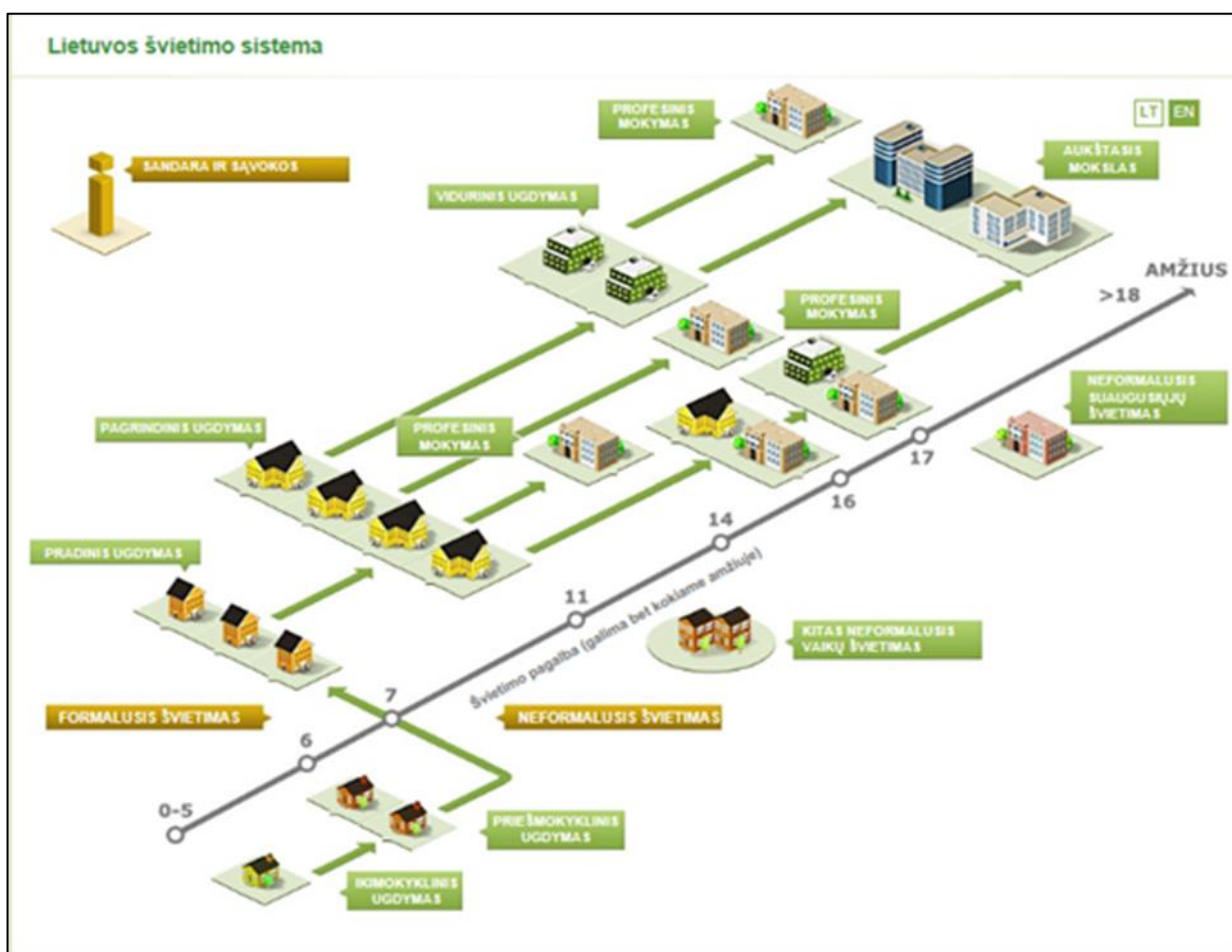 Lietuvos švietimo sistema
SANDARA IR SĄVOKOS
PROFESINIS
MOKYMAS
LT EN
AUKŠTASIS
MOKSLAS
VIDURINIS UGDYMAS
AMŽIUS
>18
PROFESINIS
MOKYMAS
NEFORMALUSIS
SUAUGUSIŲJŲ
ŠVIETIMAS
PAGRINDINIS UGDYMAS
PROFESINIS
MOKYMAS
17
16
14
PRADINIS UGDYMAS
11
Švietimo pagalba (galima bet kokiame amžiuje)
KITAS NEFORMALUSIS
VAIKŲ ŠVIETIMAS
7
FORMALUSIS ŠVIETIMAS
NEFORMALUSIS ŠVIETIMAS
6
0-5
PRIEŠMOKYKLINIS
UGDYMAS
IKIMOKYKLINIS
UGDYMAS